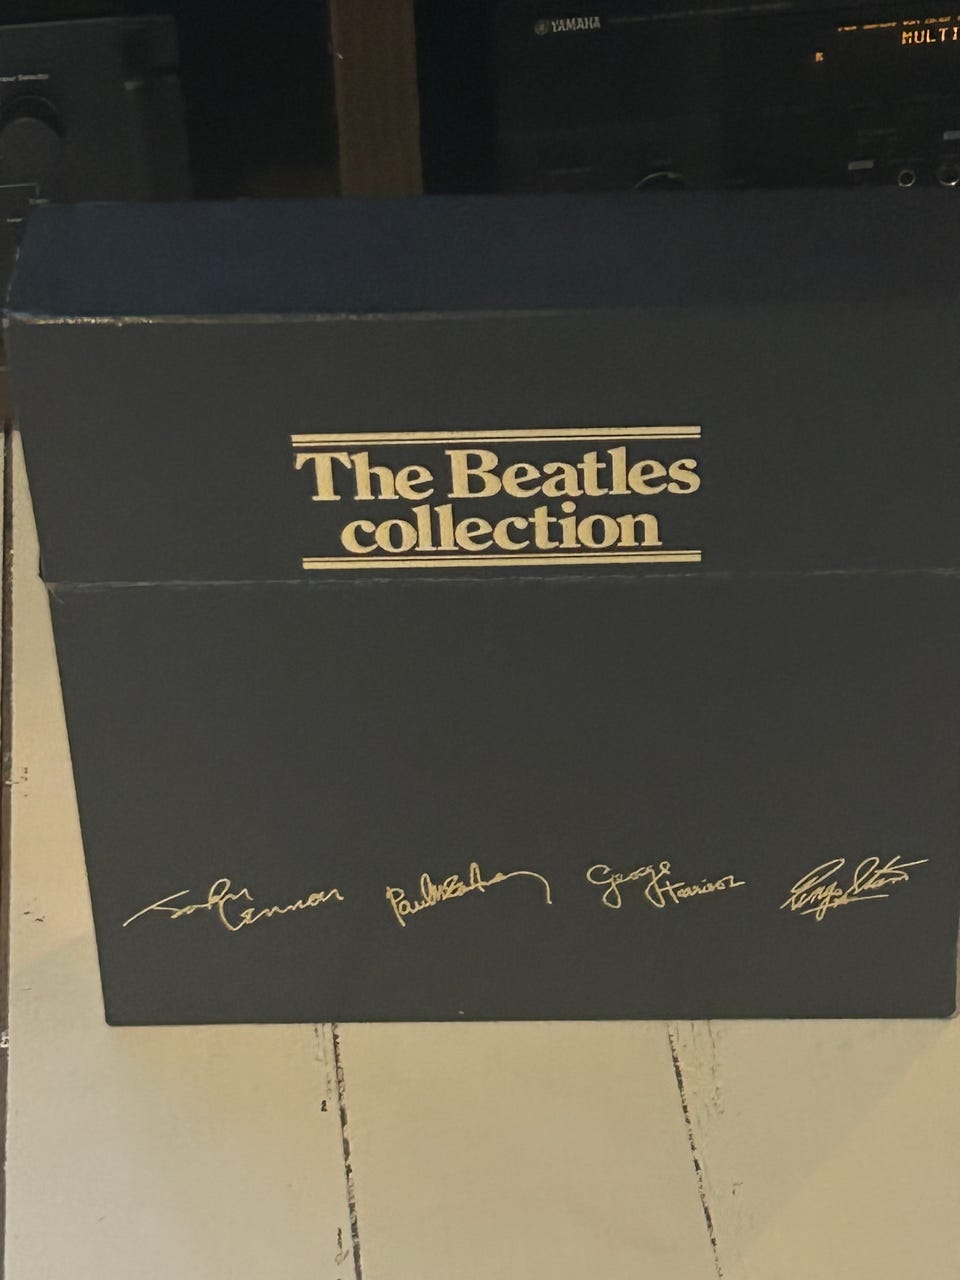 YAMAHA
MULTI
The Beatles
collection
John Lennon
Paul McCartney
George Harrison
Ringo Starr